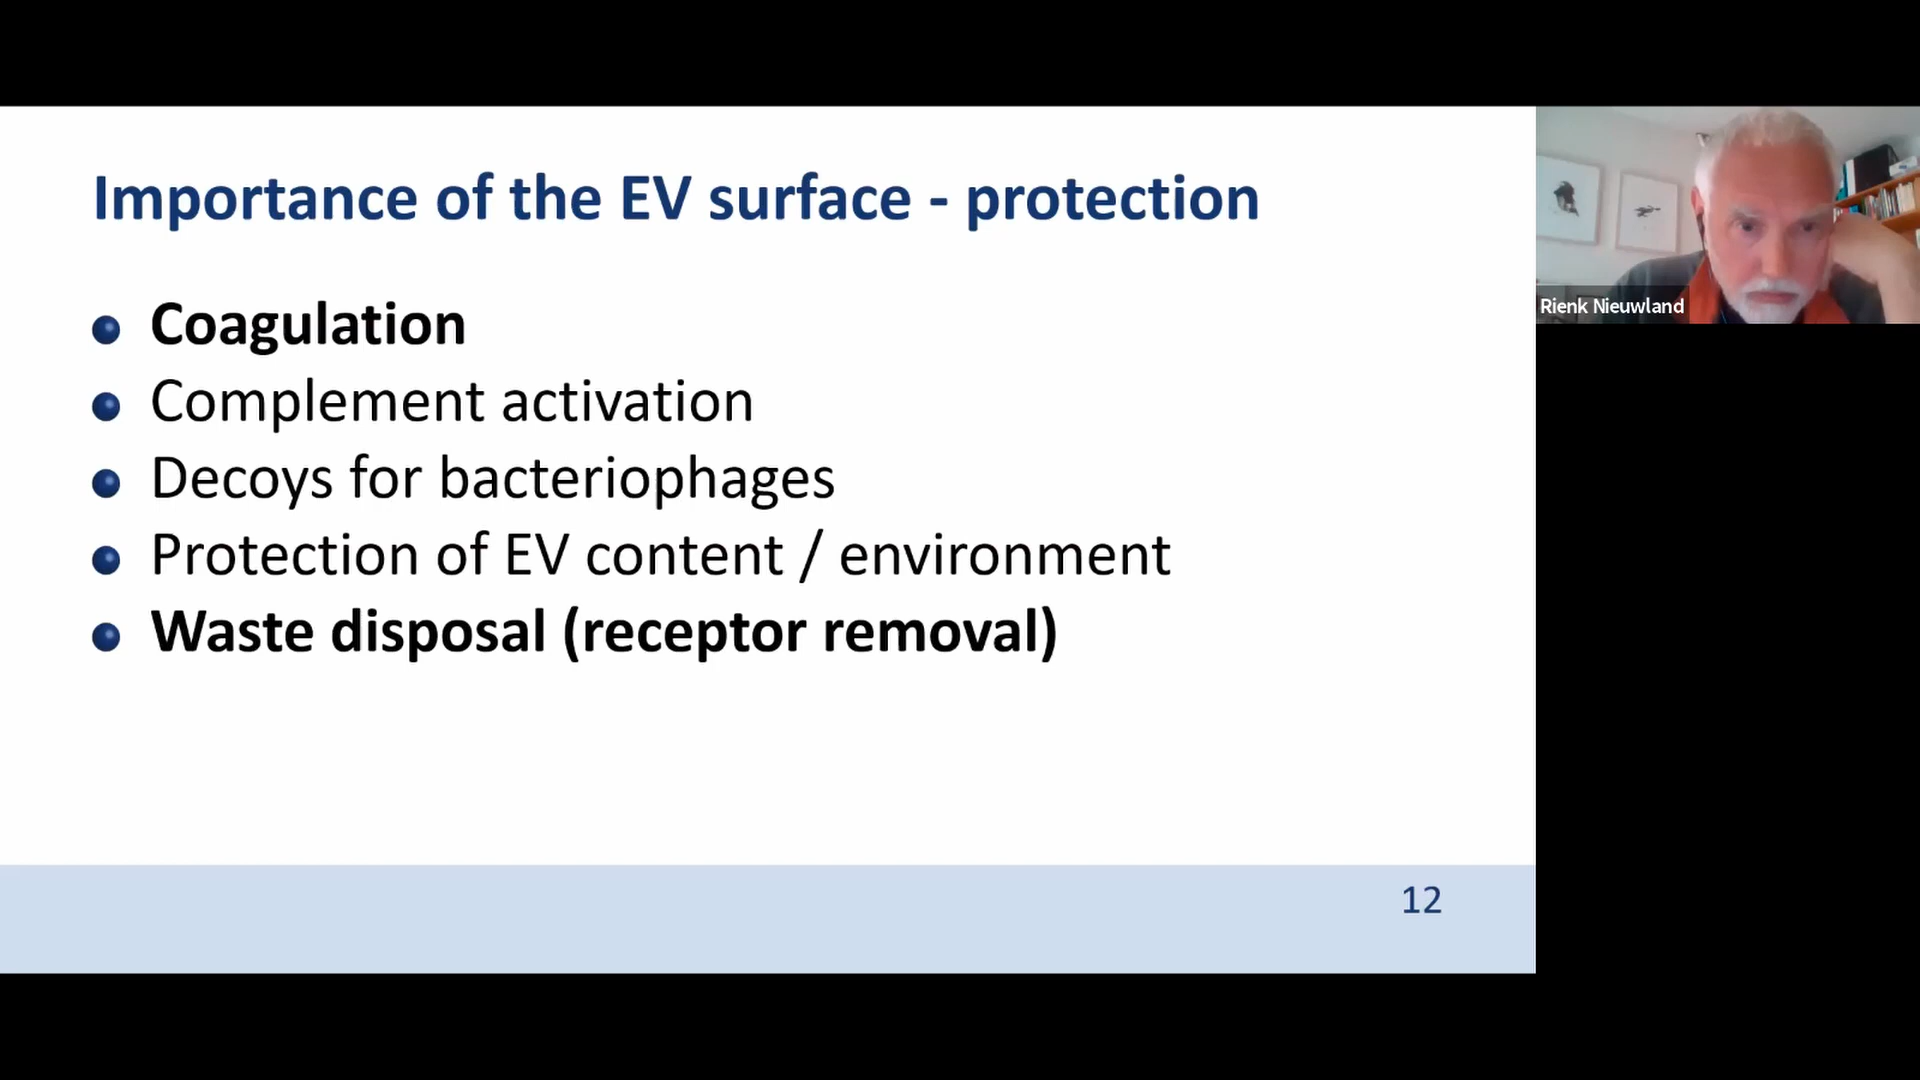 Importance of the EV surface - protection
Coagulation
Complement activation
Decoys for bacteriophages
Protection of EV content / environment
Waste disposal (receptor removal)
12
Rienk Nieuwland